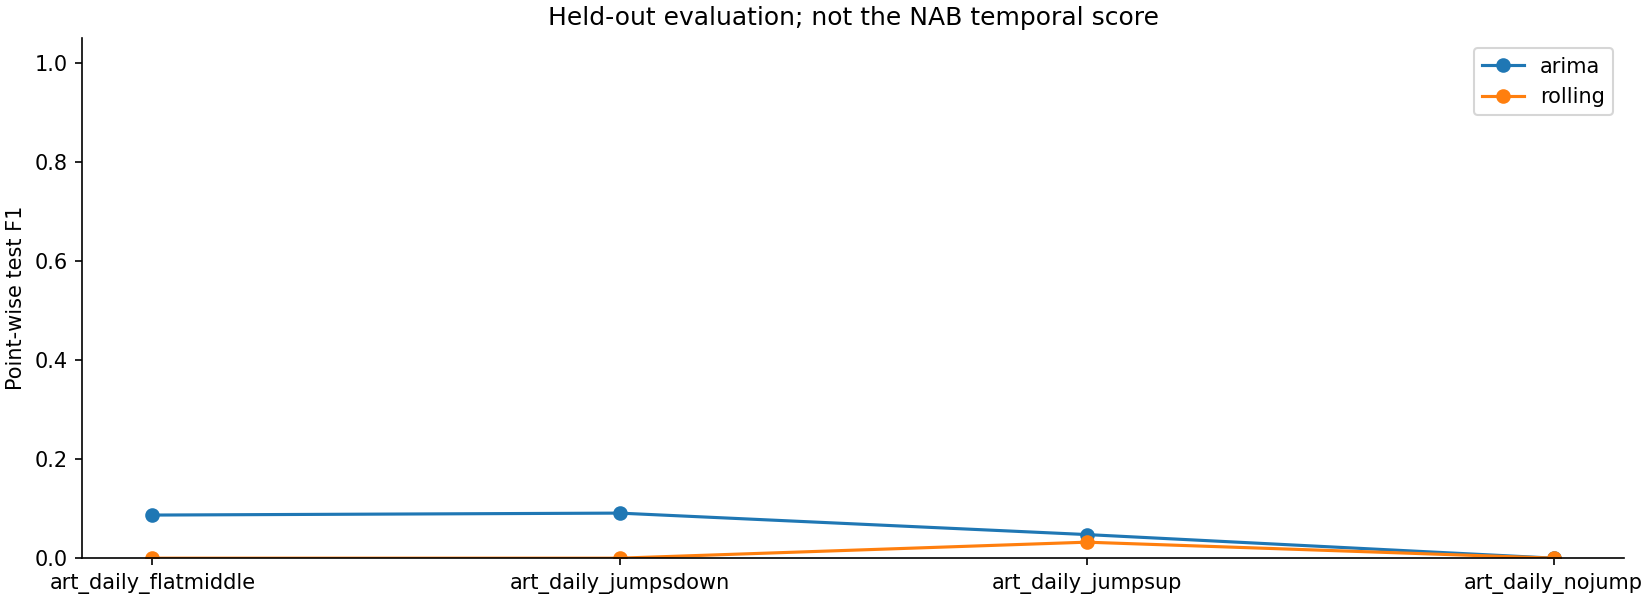 Held-out evaluation; not the NAB temporal score
arima
rolling
Point-wise test F1
1.0
0.8
0.6
0.4
0.2
0.0
art_daily_flatmiddle
art_daily_jumpsdown
art_daily_jumpsup
art_daily_nojump